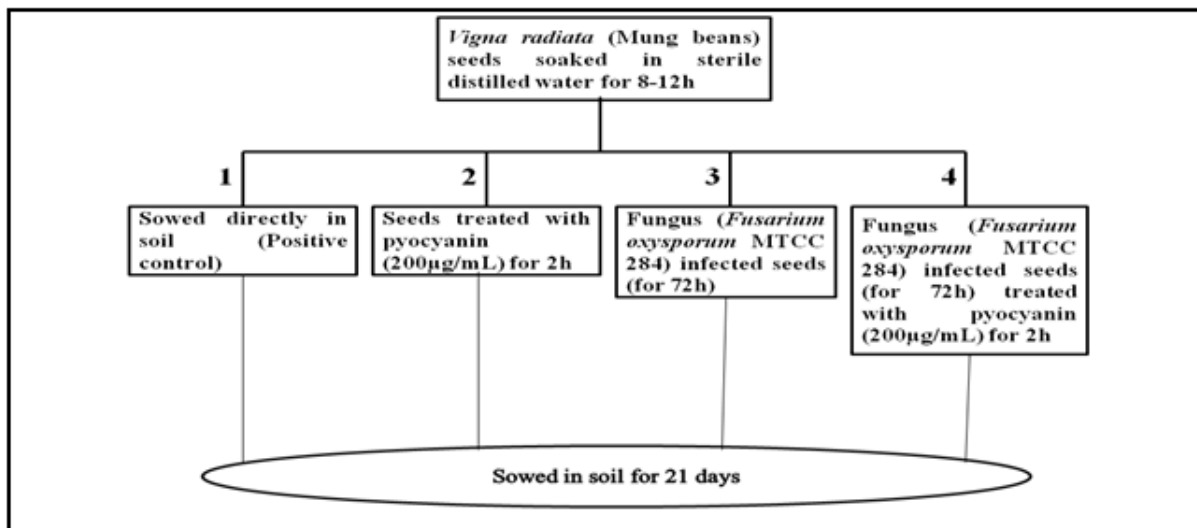 Vigna radiata (Mung beans)
seeds soaked in sterile
distilled water for 8-12h
1
2
3
4
Sowed directly in
soil (Positive
control)
Seeds treated with
pyocyanin
(200µg/mL) for 2h
Fungus (Fusarium
oxysporum MTCC
284) infected seeds
(for 72h)
Fungus (Fusarium
oxysporum MTCC
284) infected seeds
(for 72h) treated
with pyocyanin
(200µg/mL) for 2h
Sowed in soil for 21 days